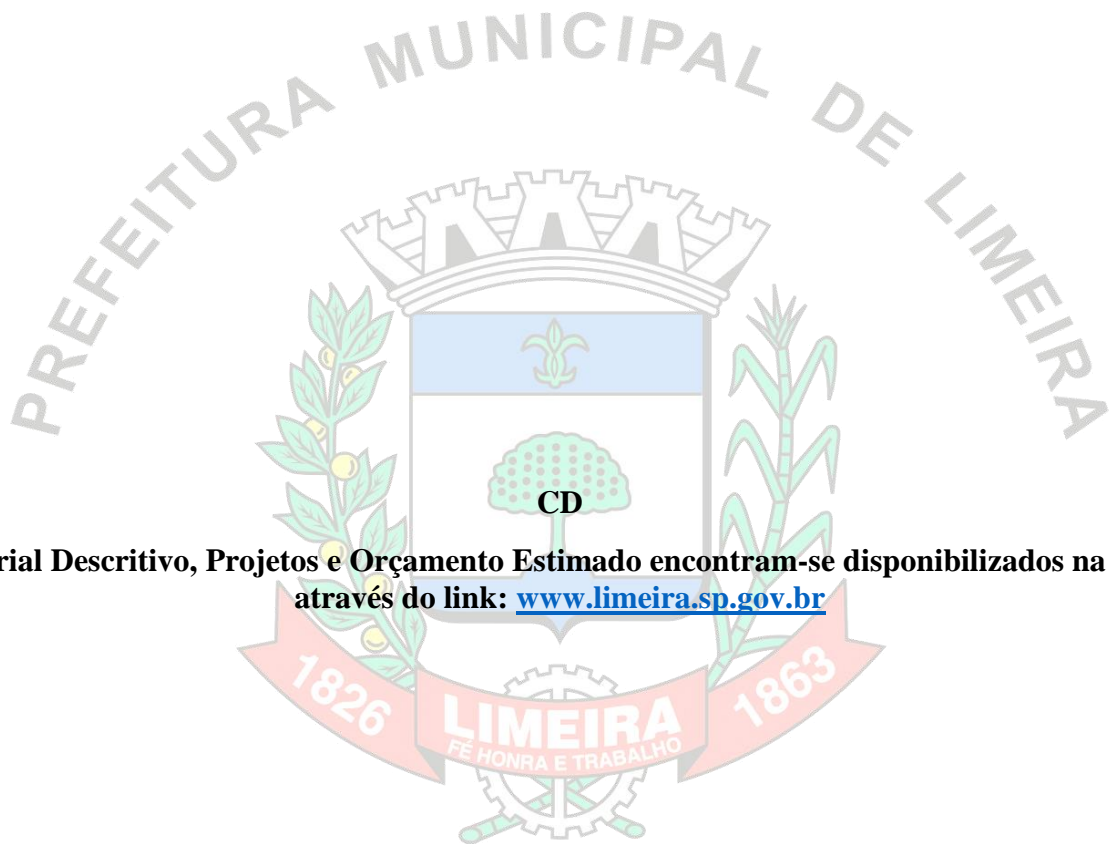 PREFEITURA MUNICIPAL DE LIMEIRA
CD
rial Descritivo, Projetos e Orçamento Estimado encontram-se disponibilizados na
através do link: www.limeira.sp.gov.br
1826 LIMEIRA 1863
FÉ HONRA E TRABALHO